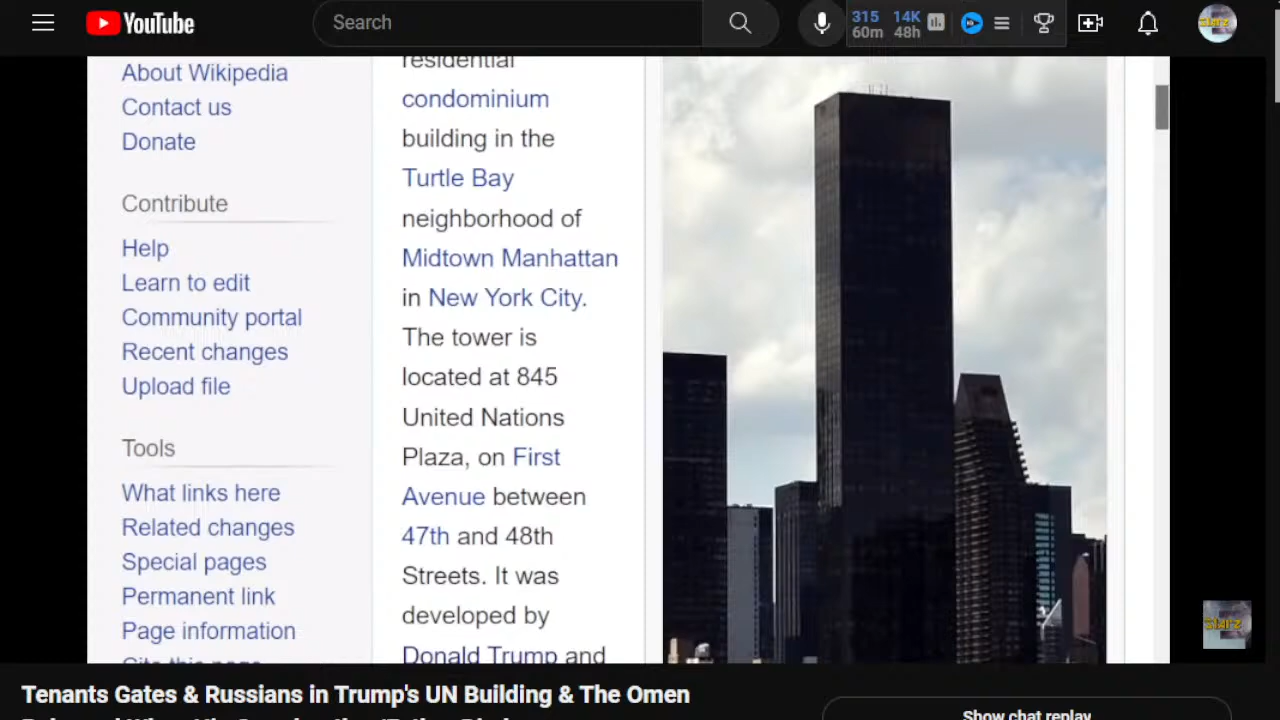 YouTube
Search
315
60m
14K
48h
About Wikipedia
Contact us
Donate
Contribute
Help
Learn to edit
Community portal
Recent changes
Upload file
Tools
What links here
Related changes
Special pages
Permanent link
Page information
Cite this page
residential
condominium
building in the
Turtle Bay
neighborhood of
Midtown Manhattan
in New York City.
The tower is
located at 845
United Nations
Plaza, on First
Avenue between
47th and 48th
Streets. It was
developed by
Donald Trump and
Tenants Gates & Russians in Trump's UN Building & The Omen
Show chat replay